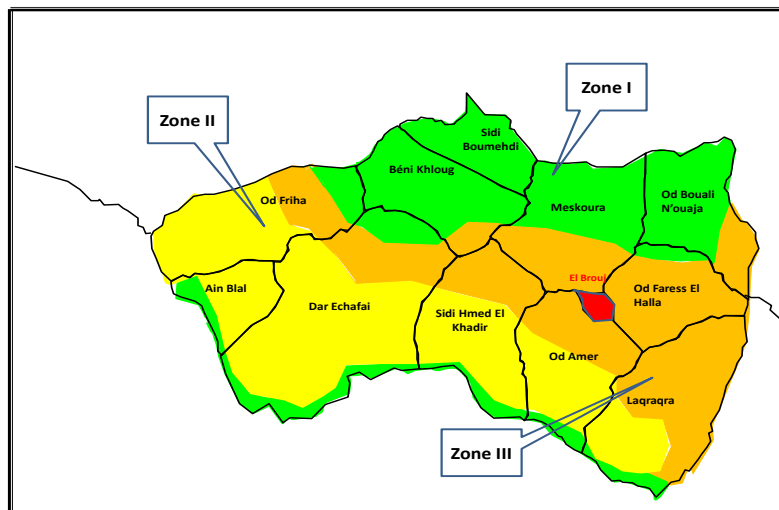 Zone I
Zone II
Sidi
Boumehdi
Béni Khloug
Od Friha
Meskoura
Od Bouali
N'ouaja
Ain Blal
Dar Echafai
Sidi Hmed El
Khadir
El Brouj
Od Faress El
Halla
Od Amer
Laqraqra
Zone III